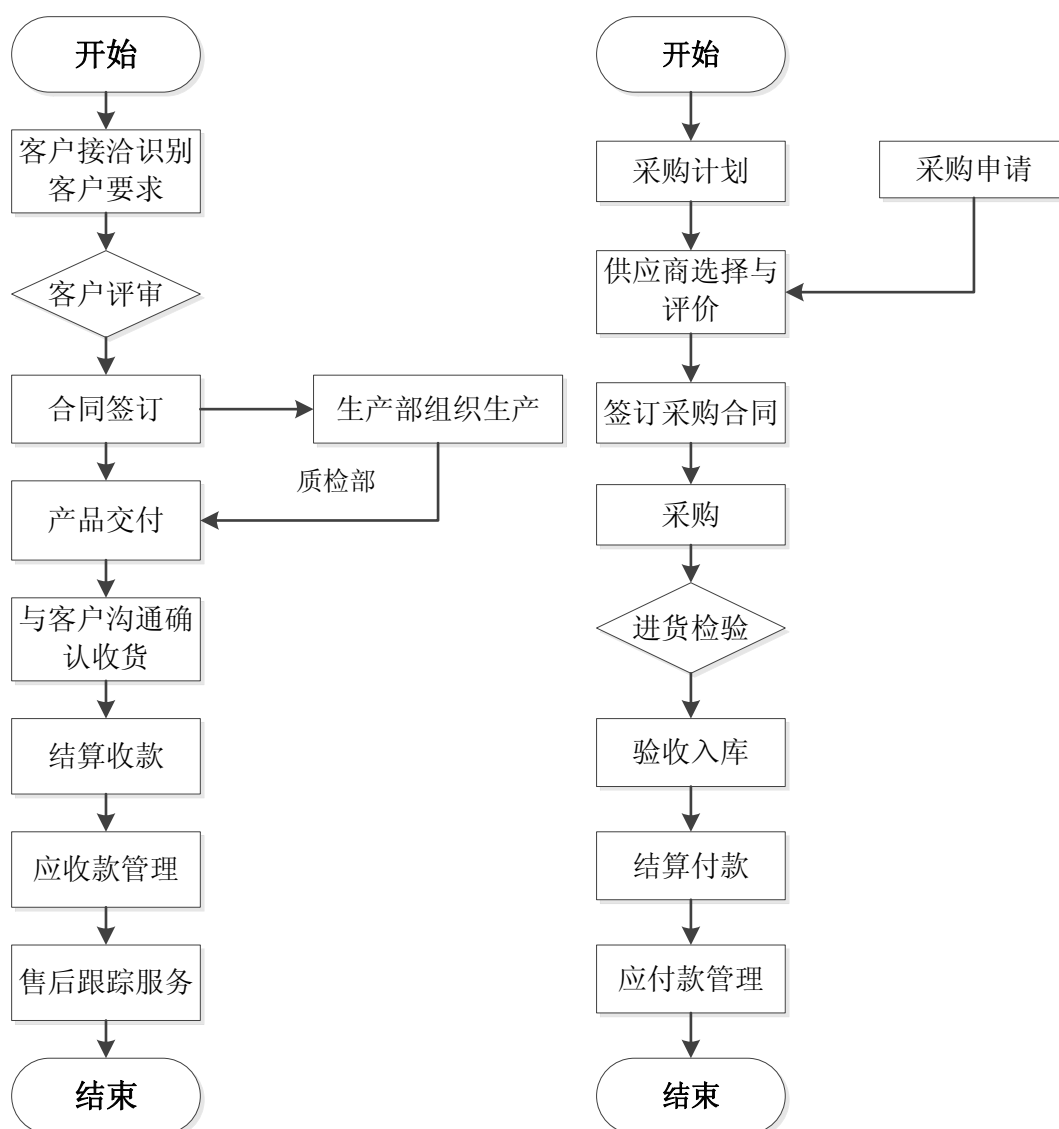 开始
客户接洽识别
客户要求
客户评审
合同签订
生产部组织生产
质检部
产品交付
与客户沟通确
认收货
结算收款
应收款管理
售后跟踪服务
结束
开始
采购计划
采购申请
供应商选择与
评价
签订采购合同
采购
进货检验
验收入库
结算付款
应付款管理
结束